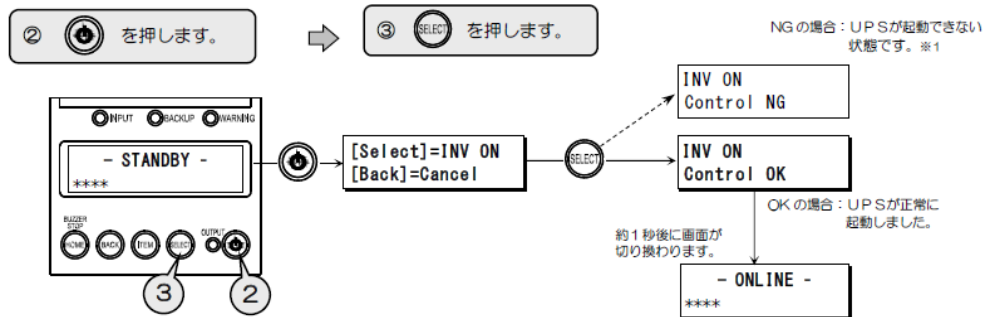 ② を押します。
③ SELECT を押します。
NGの場合：UPSが起動できない
状態です。※1
INV ON
Control NG
INPUT BACKUP WARNING
- STANDBY -
****
[Select]=INV ON
[Back]=Cancel
SELECT
INV ON
Control OK
OKの場合：UPSが正常に
起動しました。
BUZZER
STOP
HOME BACK ITEM SELECT OUTPUT
約1秒後に画面が
切り換わります。
- ONLINE -
****
3 2